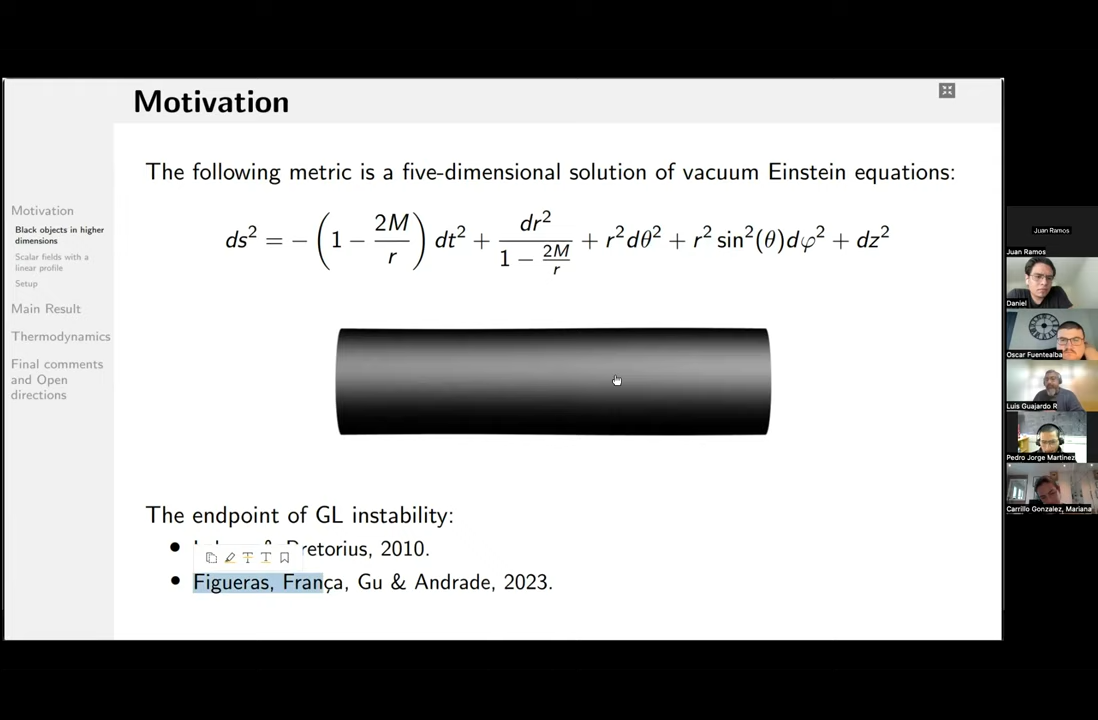 Motivation
The following metric is a five-dimensional solution of vacuum Einstein equations:
ds² = − (1 − 2M/r) dt² + dr²/(1 − 2M/r) + r²dθ² + r² sin²(θ)dφ² + dz²
The endpoint of GL instability:
Pretorius, 2010.
Figueras, França, Gu & Andrade, 2023.
Motivation
Black objects in higher
dimensions
Scalar fields with a
linear profile
Setup
Main Result
Thermodynamics
Final comments
and Open
directions
Juan Ramos
Juan Ramos
Daniel
Oscar Fuentealba
Luis Guajardo R
Pedro Jorge Martinez
Carrillo Gonzalez, Mariana